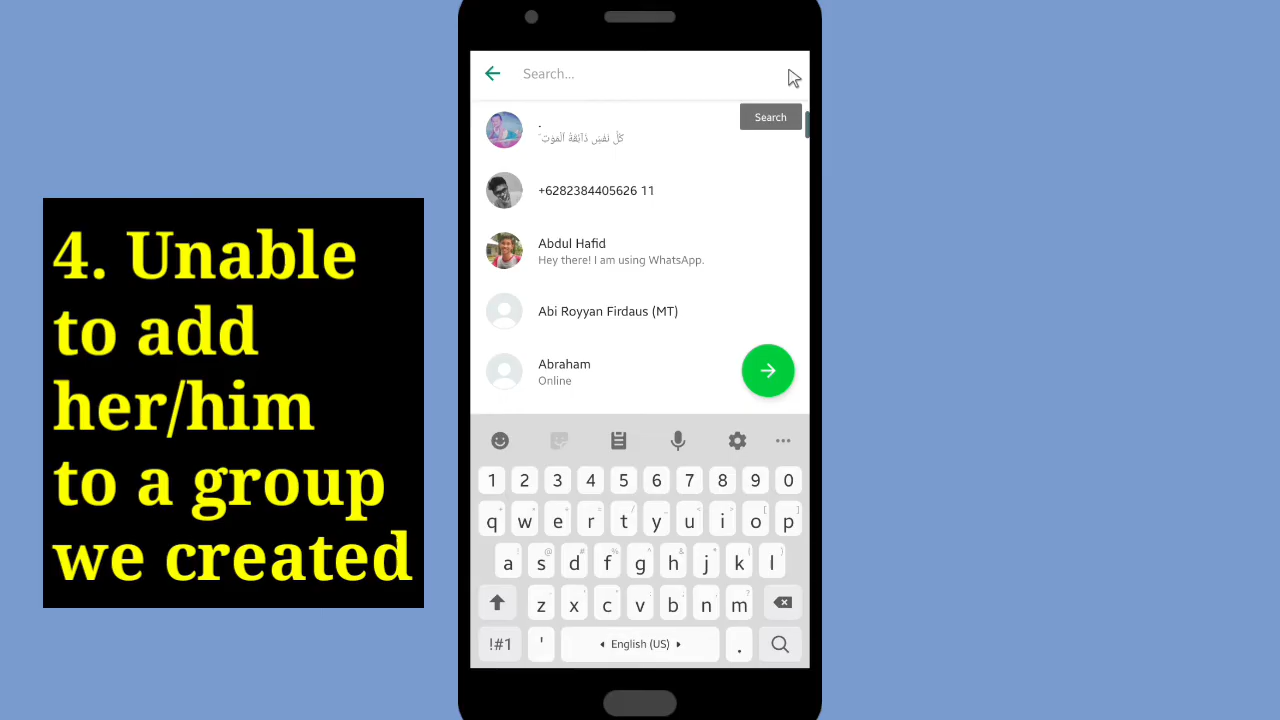 4. Unable
to add
her/him
to a group
we created
Search...
Search
.
كُلُّ نَفْسٍ ذَآئِقَةُ ٱلْمَوْتِ
+6282384405626 11
Abdul Hafid
Hey there! I am using WhatsApp.
Abi Royyan Firdaus (MT)
Abraham
Online
1 2 3 4 5 6 7 8 9 0
q w e r t y u i o p
a s d f g h j k l
z x c v b n m
!#1 ' English (US) .